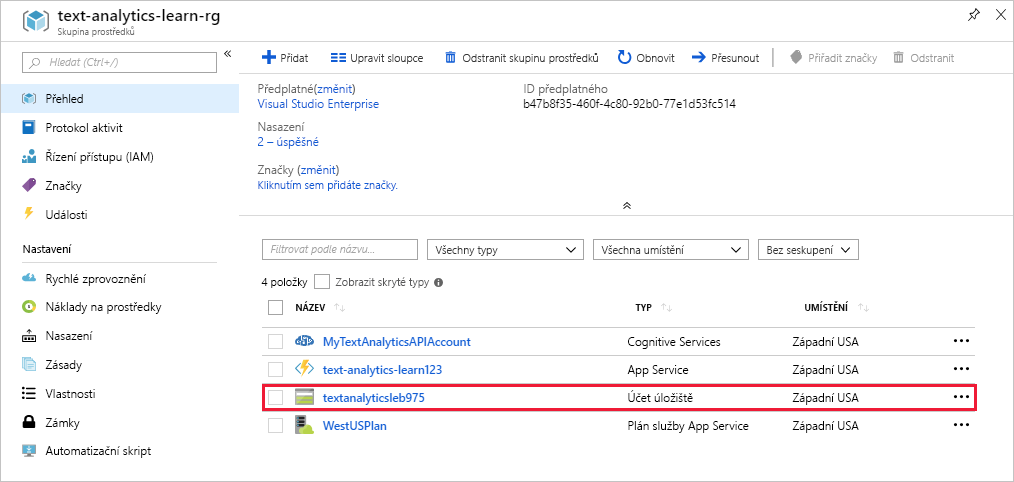 text-analytics-learn-rg
Skupina prostředků
Hledat (Ctrl+/)
«
Přidat
Upravit sloupce
Odstranit skupinu prostředků
Obnovit
Přesunout
Přiřadit značky
Odstranit
Přehled
Protokol aktivit
Řízení přístupu (IAM)
Značky
Události
Nastavení
Rychlé zprovoznění
Náklady na prostředky
Nasazení
Zásady
Vlastnosti
Zámky
Automatizační skript
Předplatné(změnit)
Visual Studio Enterprise
ID předplatného
b47b8f35-460f-4c80-92b0-77e1d53fc514
Nasazení
2 – úspěšné
Značky (změnit)
Kliknutím sem přidáte značky.
Filtrovat podle názvu...
Všechny typy
Všechna umístění
Bez seskupení
4 položky
Zobrazit skryté typy
NÁZEV TYP UMÍSTĚNÍ
MyTextAnalyticsAPIAccount Cognitive Services Západní USA
text-analytics-learn123 App Service Západní USA
textanalyticsleb975 Účet úložiště Západní USA
WestUSPlan Plán služby App Service Západní USA